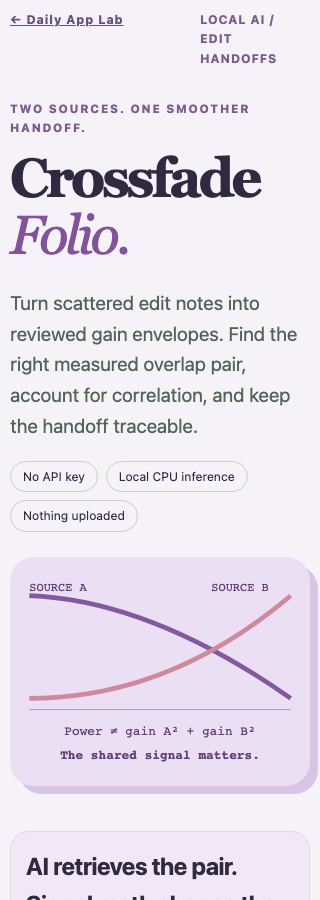 ← Daily App Lab
LOCAL AI /
EDIT
HANDOFFS
TWO SOURCES. ONE SMOOTHER
HANDOFF.
Crossfade
Folio.
Turn scattered edit notes into
reviewed gain envelopes. Find the
right measured overlap pair,
account for correlation, and keep
the handoff traceable.
No API key
Local CPU inference
Nothing uploaded
SOURCE A
SOURCE B
Power ≠ gain A² + gain B²
The shared signal matters.
AI retrieves the pair.